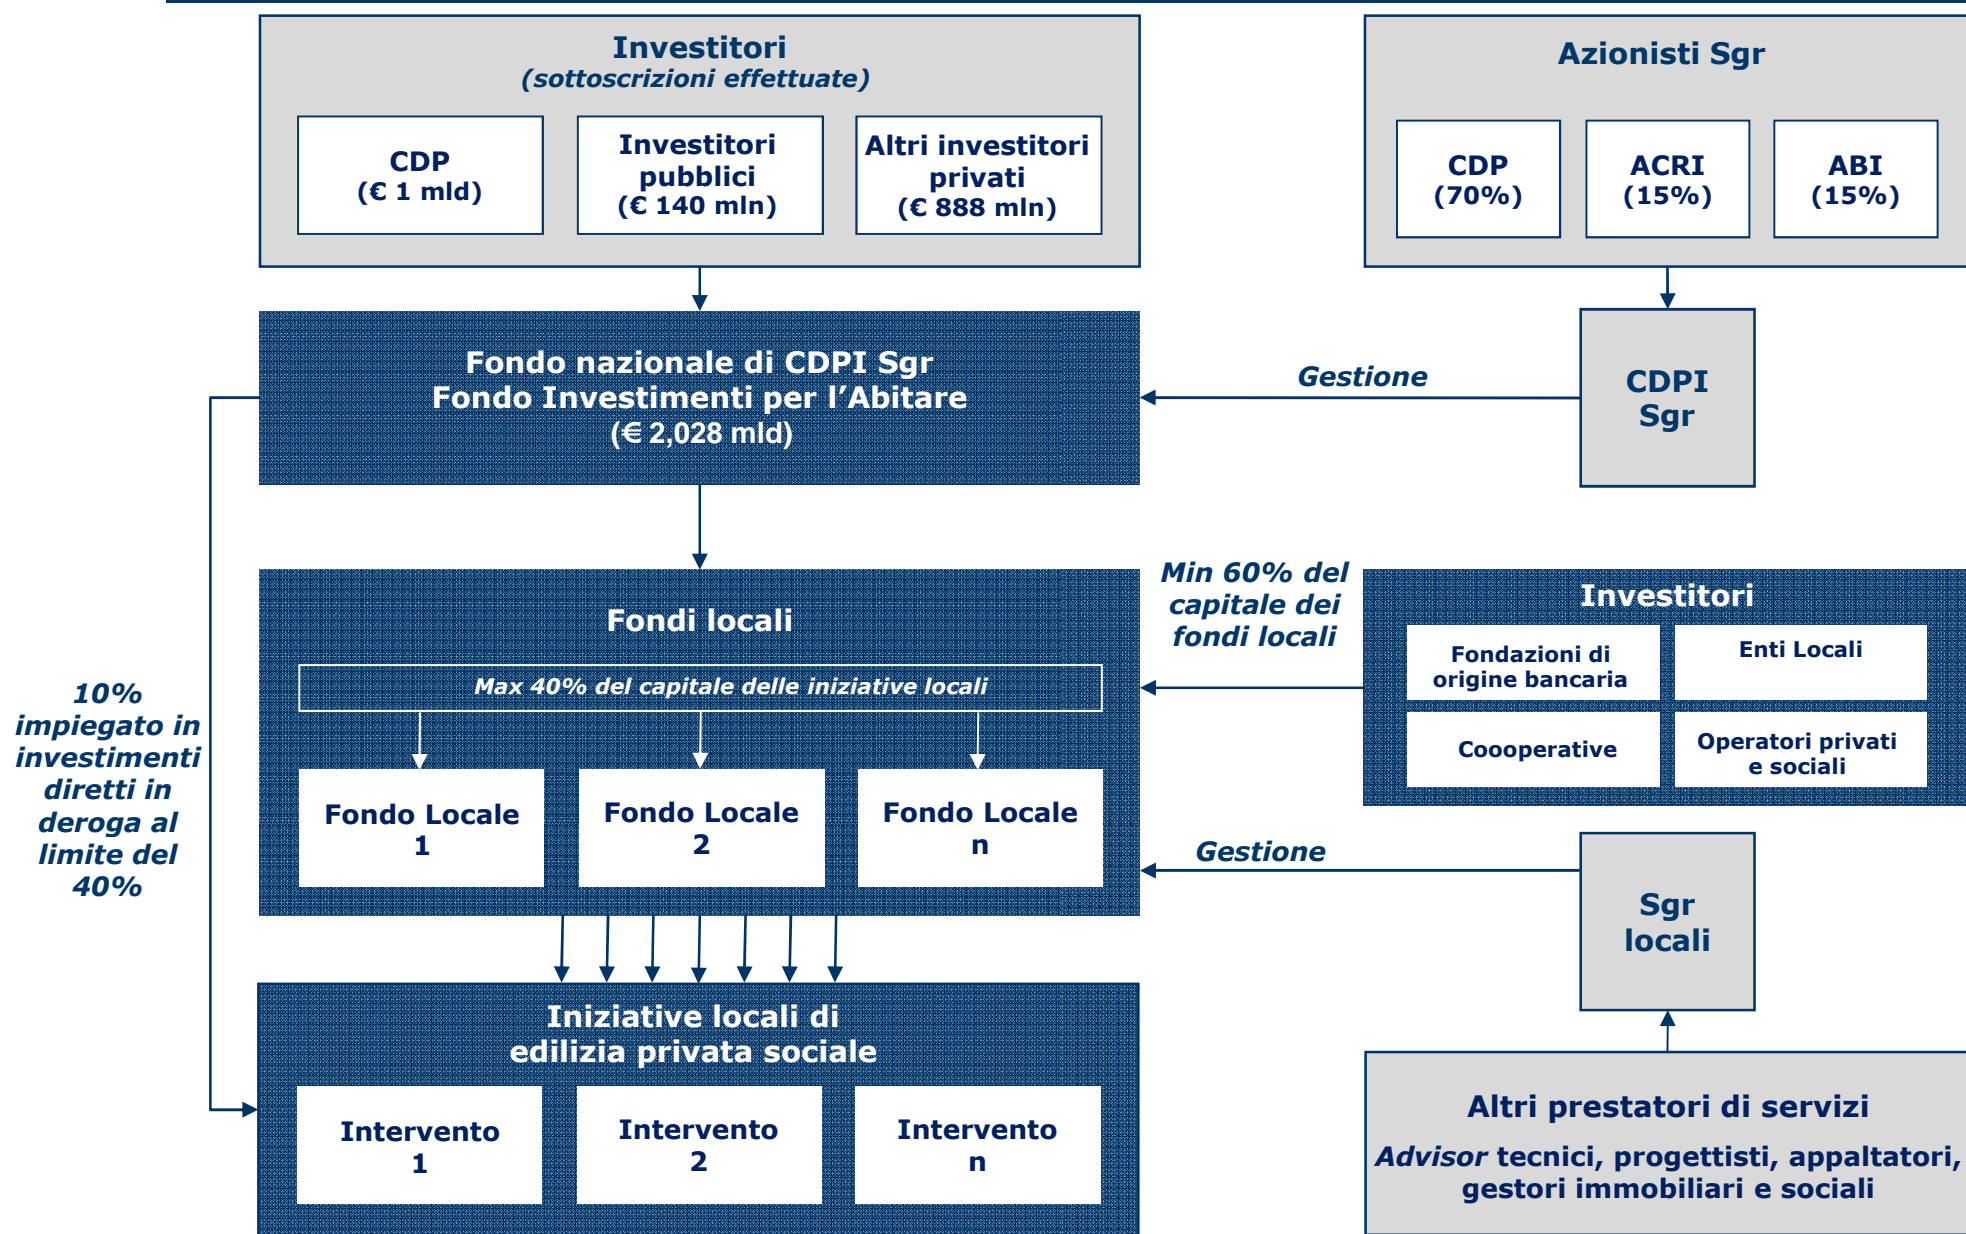 Investitori
(sottoscrizioni effettuate)
CDP
(€ 1 mld)
Investitori
pubblici
(€ 140 mln)
Altri investitori
privati
(€ 888 mln)
Azionisti Sgr
CDP
(70%)
ACRI
(15%)
ABI
(15%)
Fondo nazionale di CDPI Sgr
Fondo Investimenti per l’Abitare
(€ 2,028 mld)
Gestione
CDPI
Sgr
10%
impiegato in
investimenti
diretti in
deroga al
limite del
40%
Fondi locali
Max 40% del capitale delle iniziative locali
Fondo Locale
1
Fondo Locale
2
Fondo Locale
n
Min 60% del
capitale dei
fondi locali
Investitori
Fondazioni di
origine bancaria
Enti Locali
Coooperative
Operatori privati
e sociali
Gestione
Sgr
locali
Iniziative locali di
edilizia privata sociale
Intervento
1
Intervento
2
Intervento
n
Altri prestatori di servizi
Advisor tecnici, progettisti, appaltatori,
gestori immobiliari e sociali